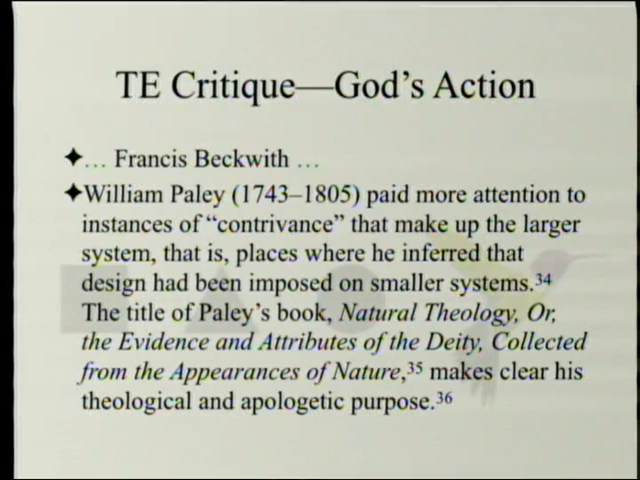 TE Critique—God's Action
✦… Francis Beckwith …
✦William Paley (1743–1805) paid more attention to
instances of “contrivance” that make up the larger
system, that is, places where he inferred that
design had been imposed on smaller systems.34
The title of Paley's book, Natural Theology, Or,
the Evidence and Attributes of the Deity, Collected
from the Appearances of Nature,35 makes clear his
theological and apologetic purpose.36